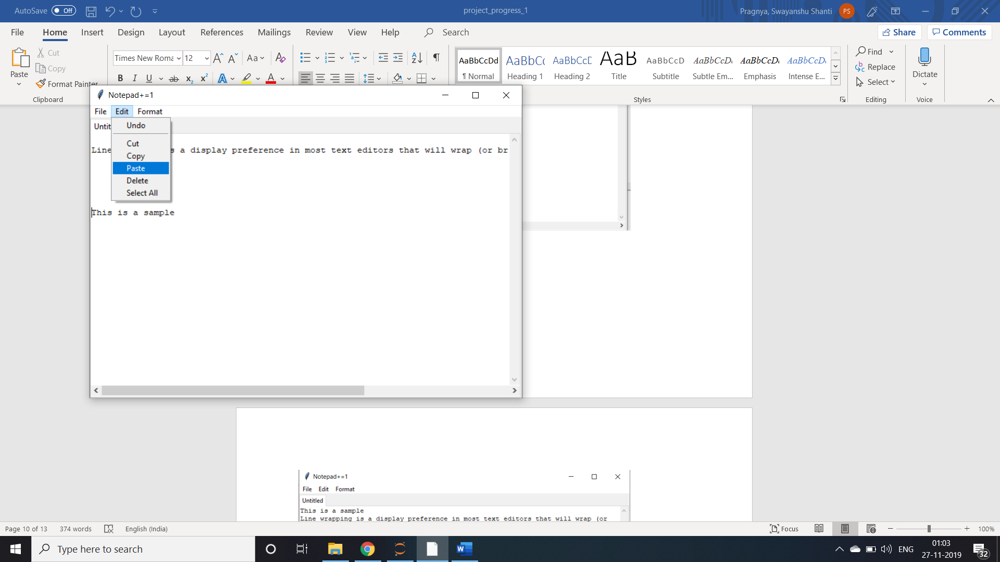 AutoSave Off project_progress_1 Pragnya, Swayanshu Shanti PS
File Home Insert Design Layout References Mailings Review View Help Search Share Comments
Paste Cut Copy Format Painter
Times New Roma 12
Aa
B I U ab x2 x2 A A
AaBbCcDd AaBbCc AaBbCcD AaB AaBbCcD AaBbCcD AaBbCcD AaBbCcD
¶ Normal Heading 1 Heading 2 Title Subtitle Subtle Em... Emphasis Intense E...
Find Replace Select Dictate
Clipboard Styles Editing Voice
Notepad+=1
File Edit Format
Untit
Undo
Cut
Copy
Paste
Delete
Select All
Line s a display preference in most text editors that will wrap (or br
This is a sample
Notepad+=1
File Edit Format
Untitled
This is a sample
Line wrapping is a display preference in most text editors that will wrap (or
Page 10 of 13 374 words English (India) Focus 100%
Type here to search
W ENG 01:03
27-11-2019
32